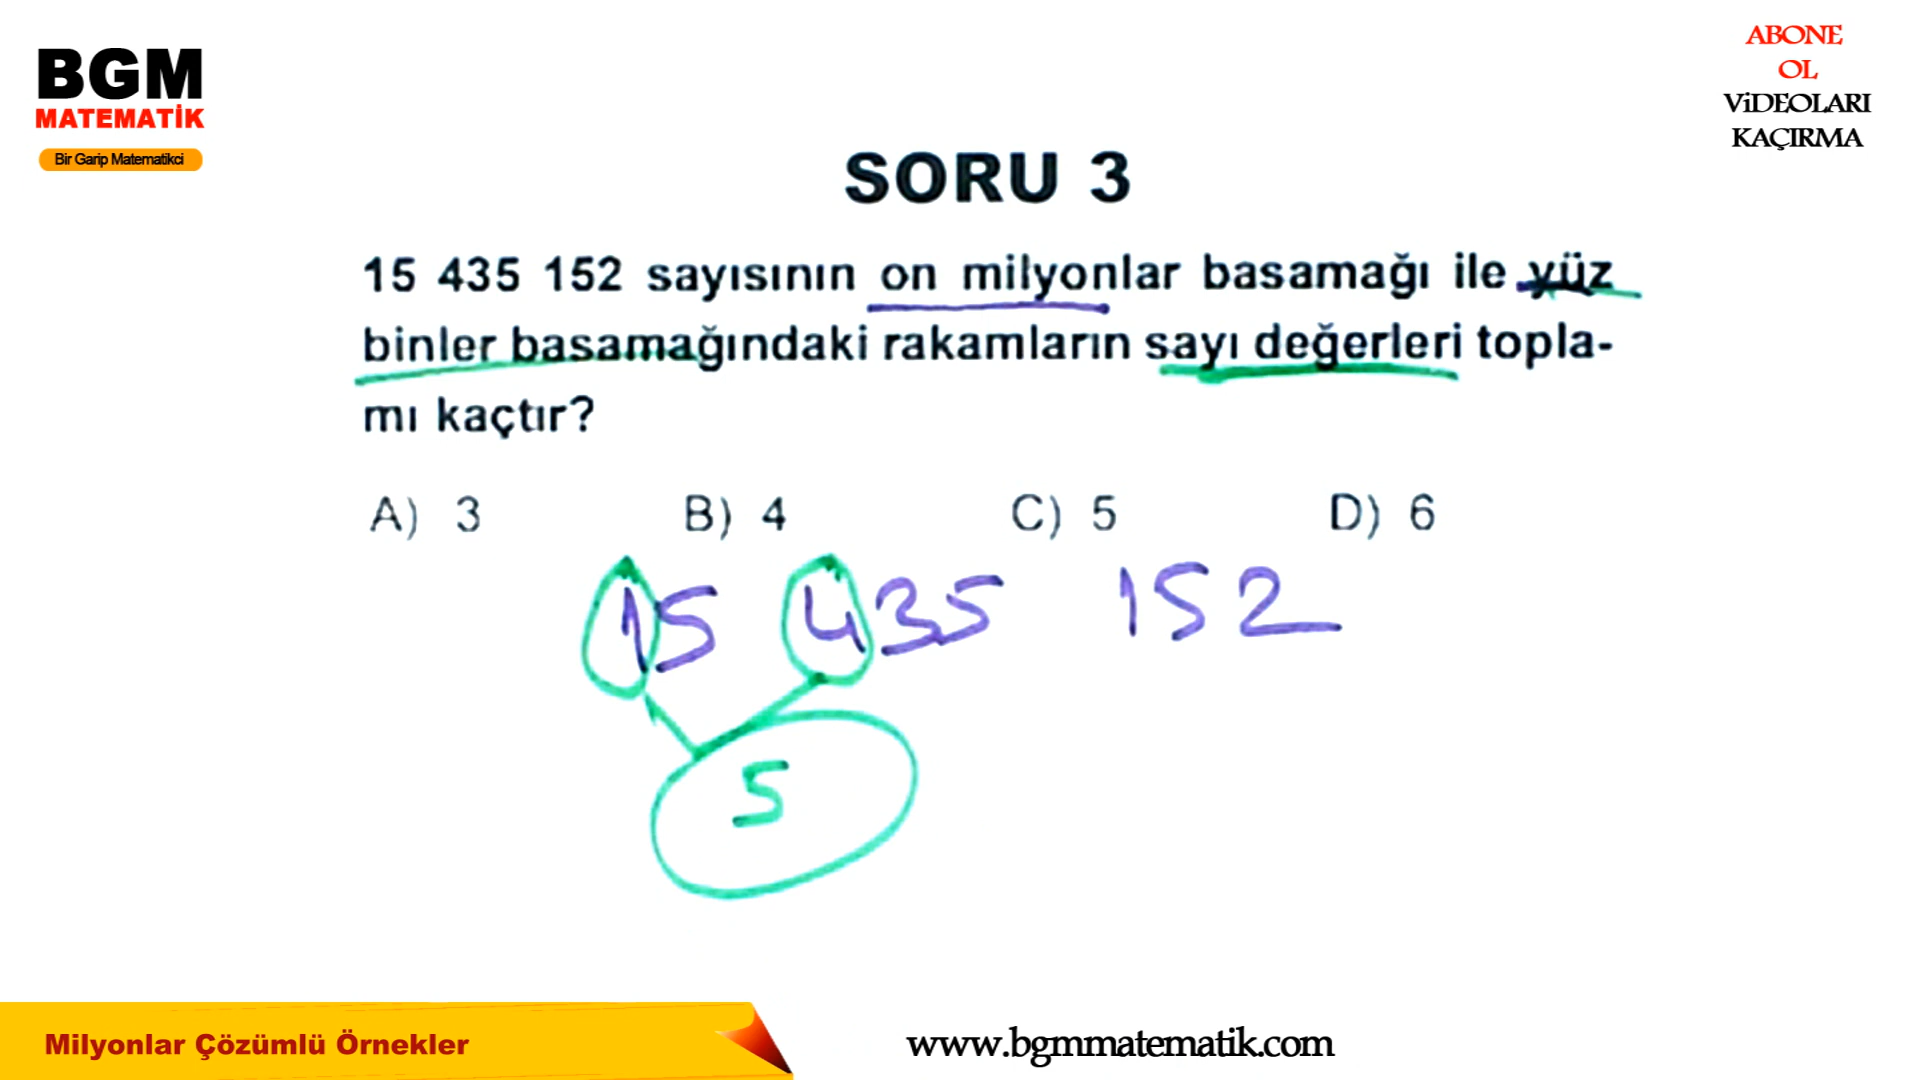 BGM
MATEMATİK
Bir Garip Matematikci
ABONE
OL
ViDEOLARI
KAÇIRMA
SORU 3
15 435 152 sayısının on milyonlar basamağı ile yüz
binler basamağındaki rakamların sayı değerleri topla-
mı kaçtır?
A) 3 B) 4 C) 5 D) 6
15 435 152
5
Milyonlar Çözümlü Örnekler
www.bgmmatematik.com